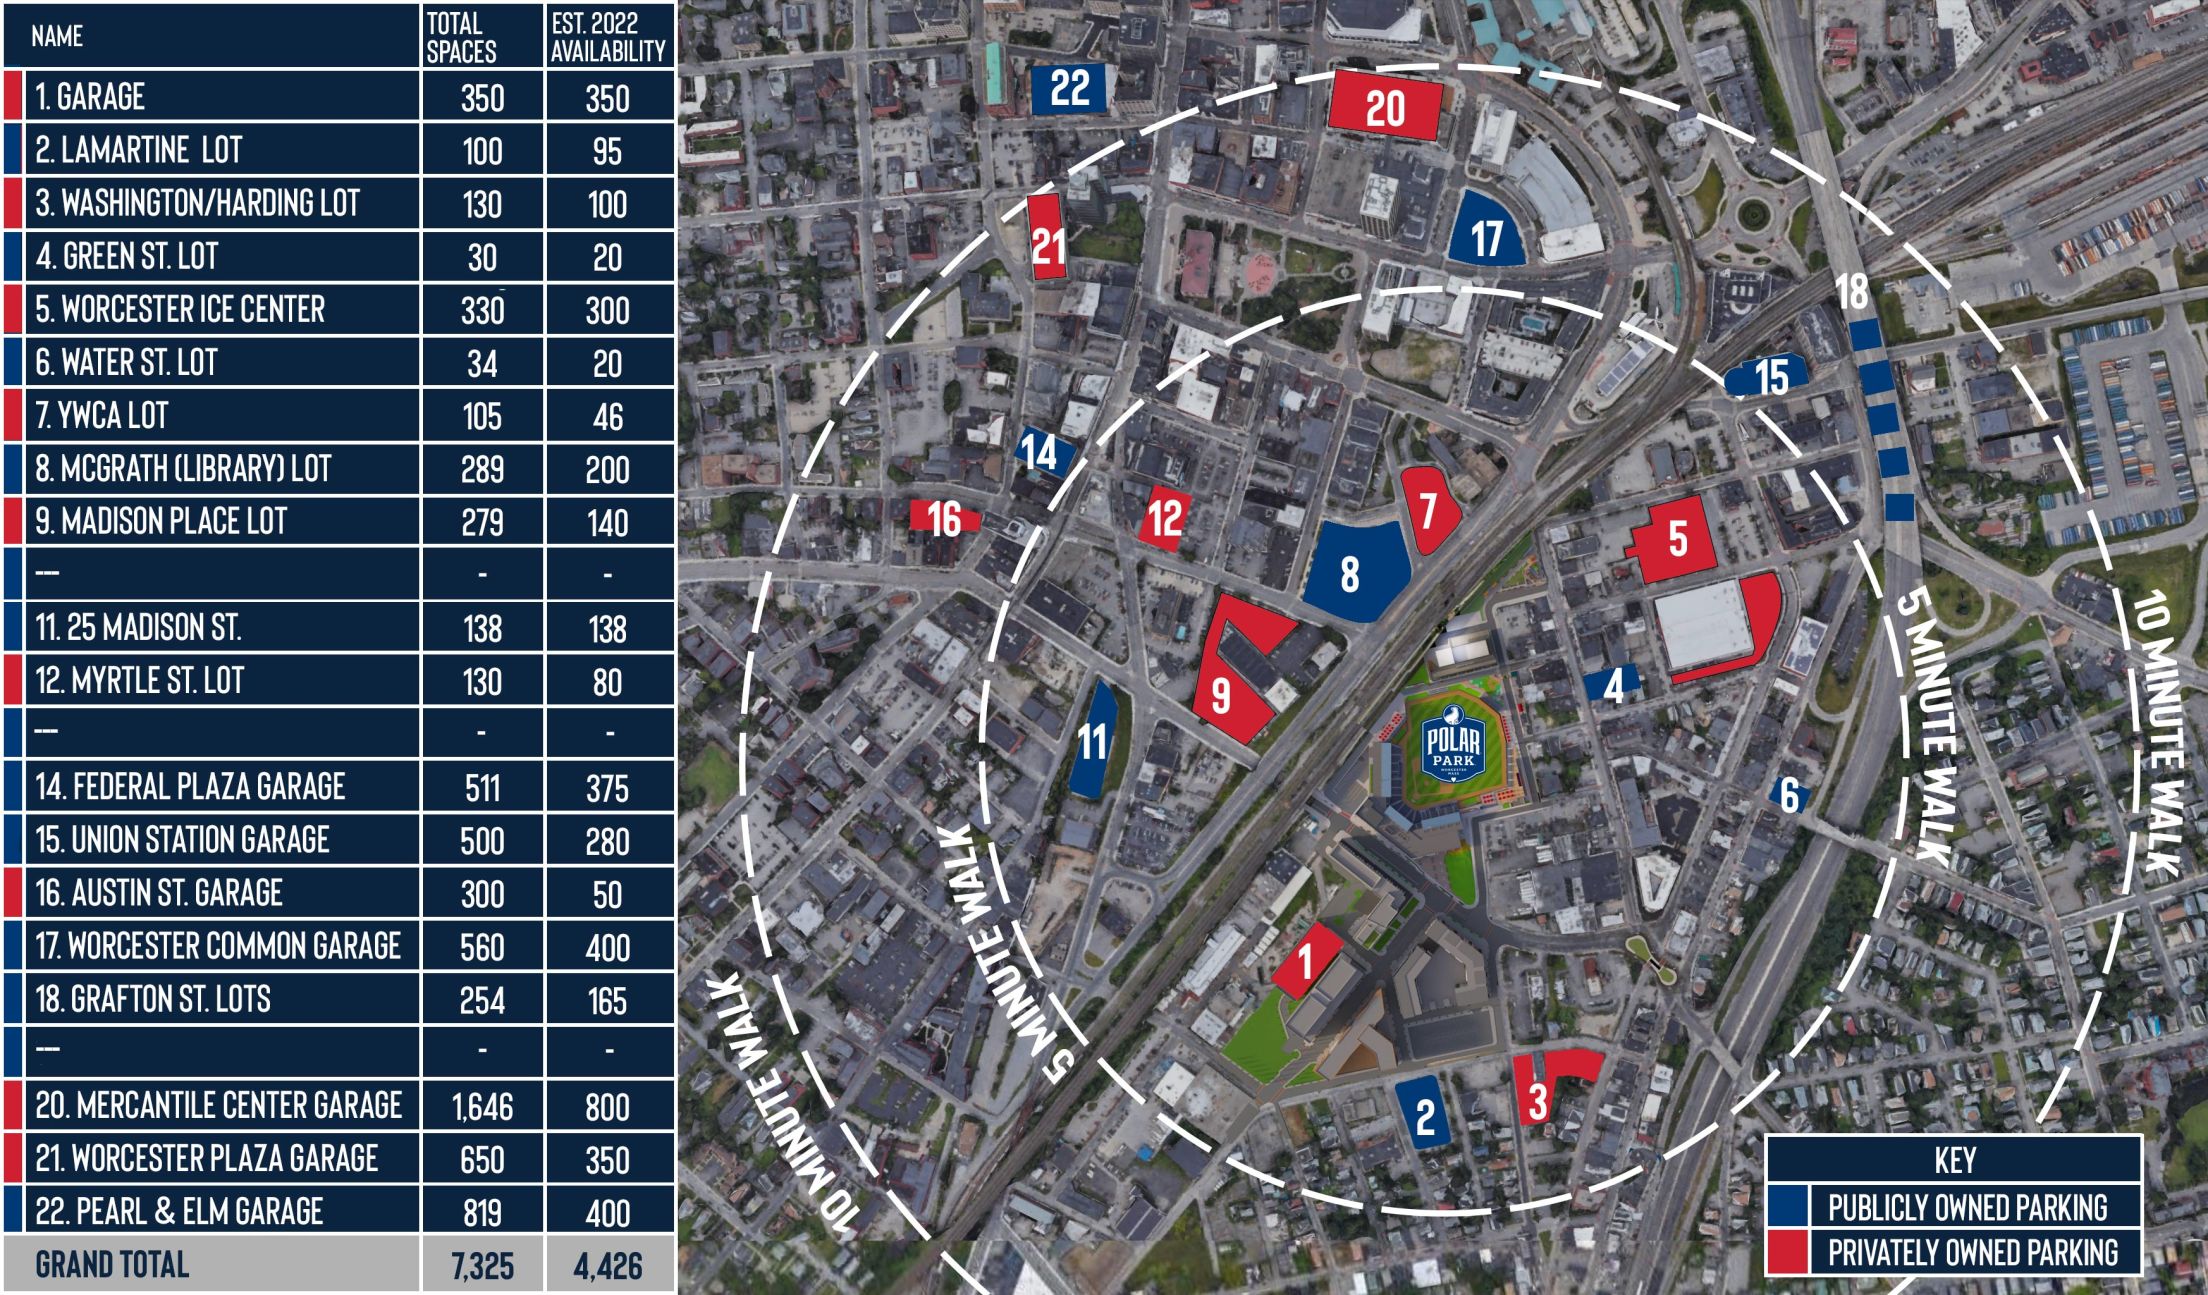 NAME TOTAL SPACES EST. 2022 AVAILABILITY
1. GARAGE 350 350
2. LAMARTINE LOT 100 95
3. WASHINGTON/HARDING LOT 130 100
4. GREEN ST. LOT 30 20
5. WORCESTER ICE CENTER 330 300
6. WATER ST. LOT 34 20
7. YWCA LOT 105 46
8. MCGRATH (LIBRARY) LOT 289 200
9. MADISON PLACE LOT 279 140
--- - -
11. 25 MADISON ST. 138 138
12. MYRTLE ST. LOT 130 80
--- - -
14. FEDERAL PLAZA GARAGE 511 375
15. UNION STATION GARAGE 500 280
16. AUSTIN ST. GARAGE 300 50
17. WORCESTER COMMON GARAGE 560 400
18. GRAFTON ST. LOTS 254 165
--- - -
20. MERCANTILE CENTER GARAGE 1,646 800
21. WORCESTER PLAZA GARAGE 650 350
22. PEARL & ELM GARAGE 819 400
GRAND TOTAL 7,325 4,426
22
20
21
17
18
15
14
16
12
7
5
8
4
9
11
6
1
2
3
POLAR
PARK
5 MINUTE WALK
10 MINUTE WALK
5 MINUTE WALK
5 MINUTE WALK
10 MINUTE WALK
KEY
PUBLICLY OWNED PARKING
PRIVATELY OWNED PARKING